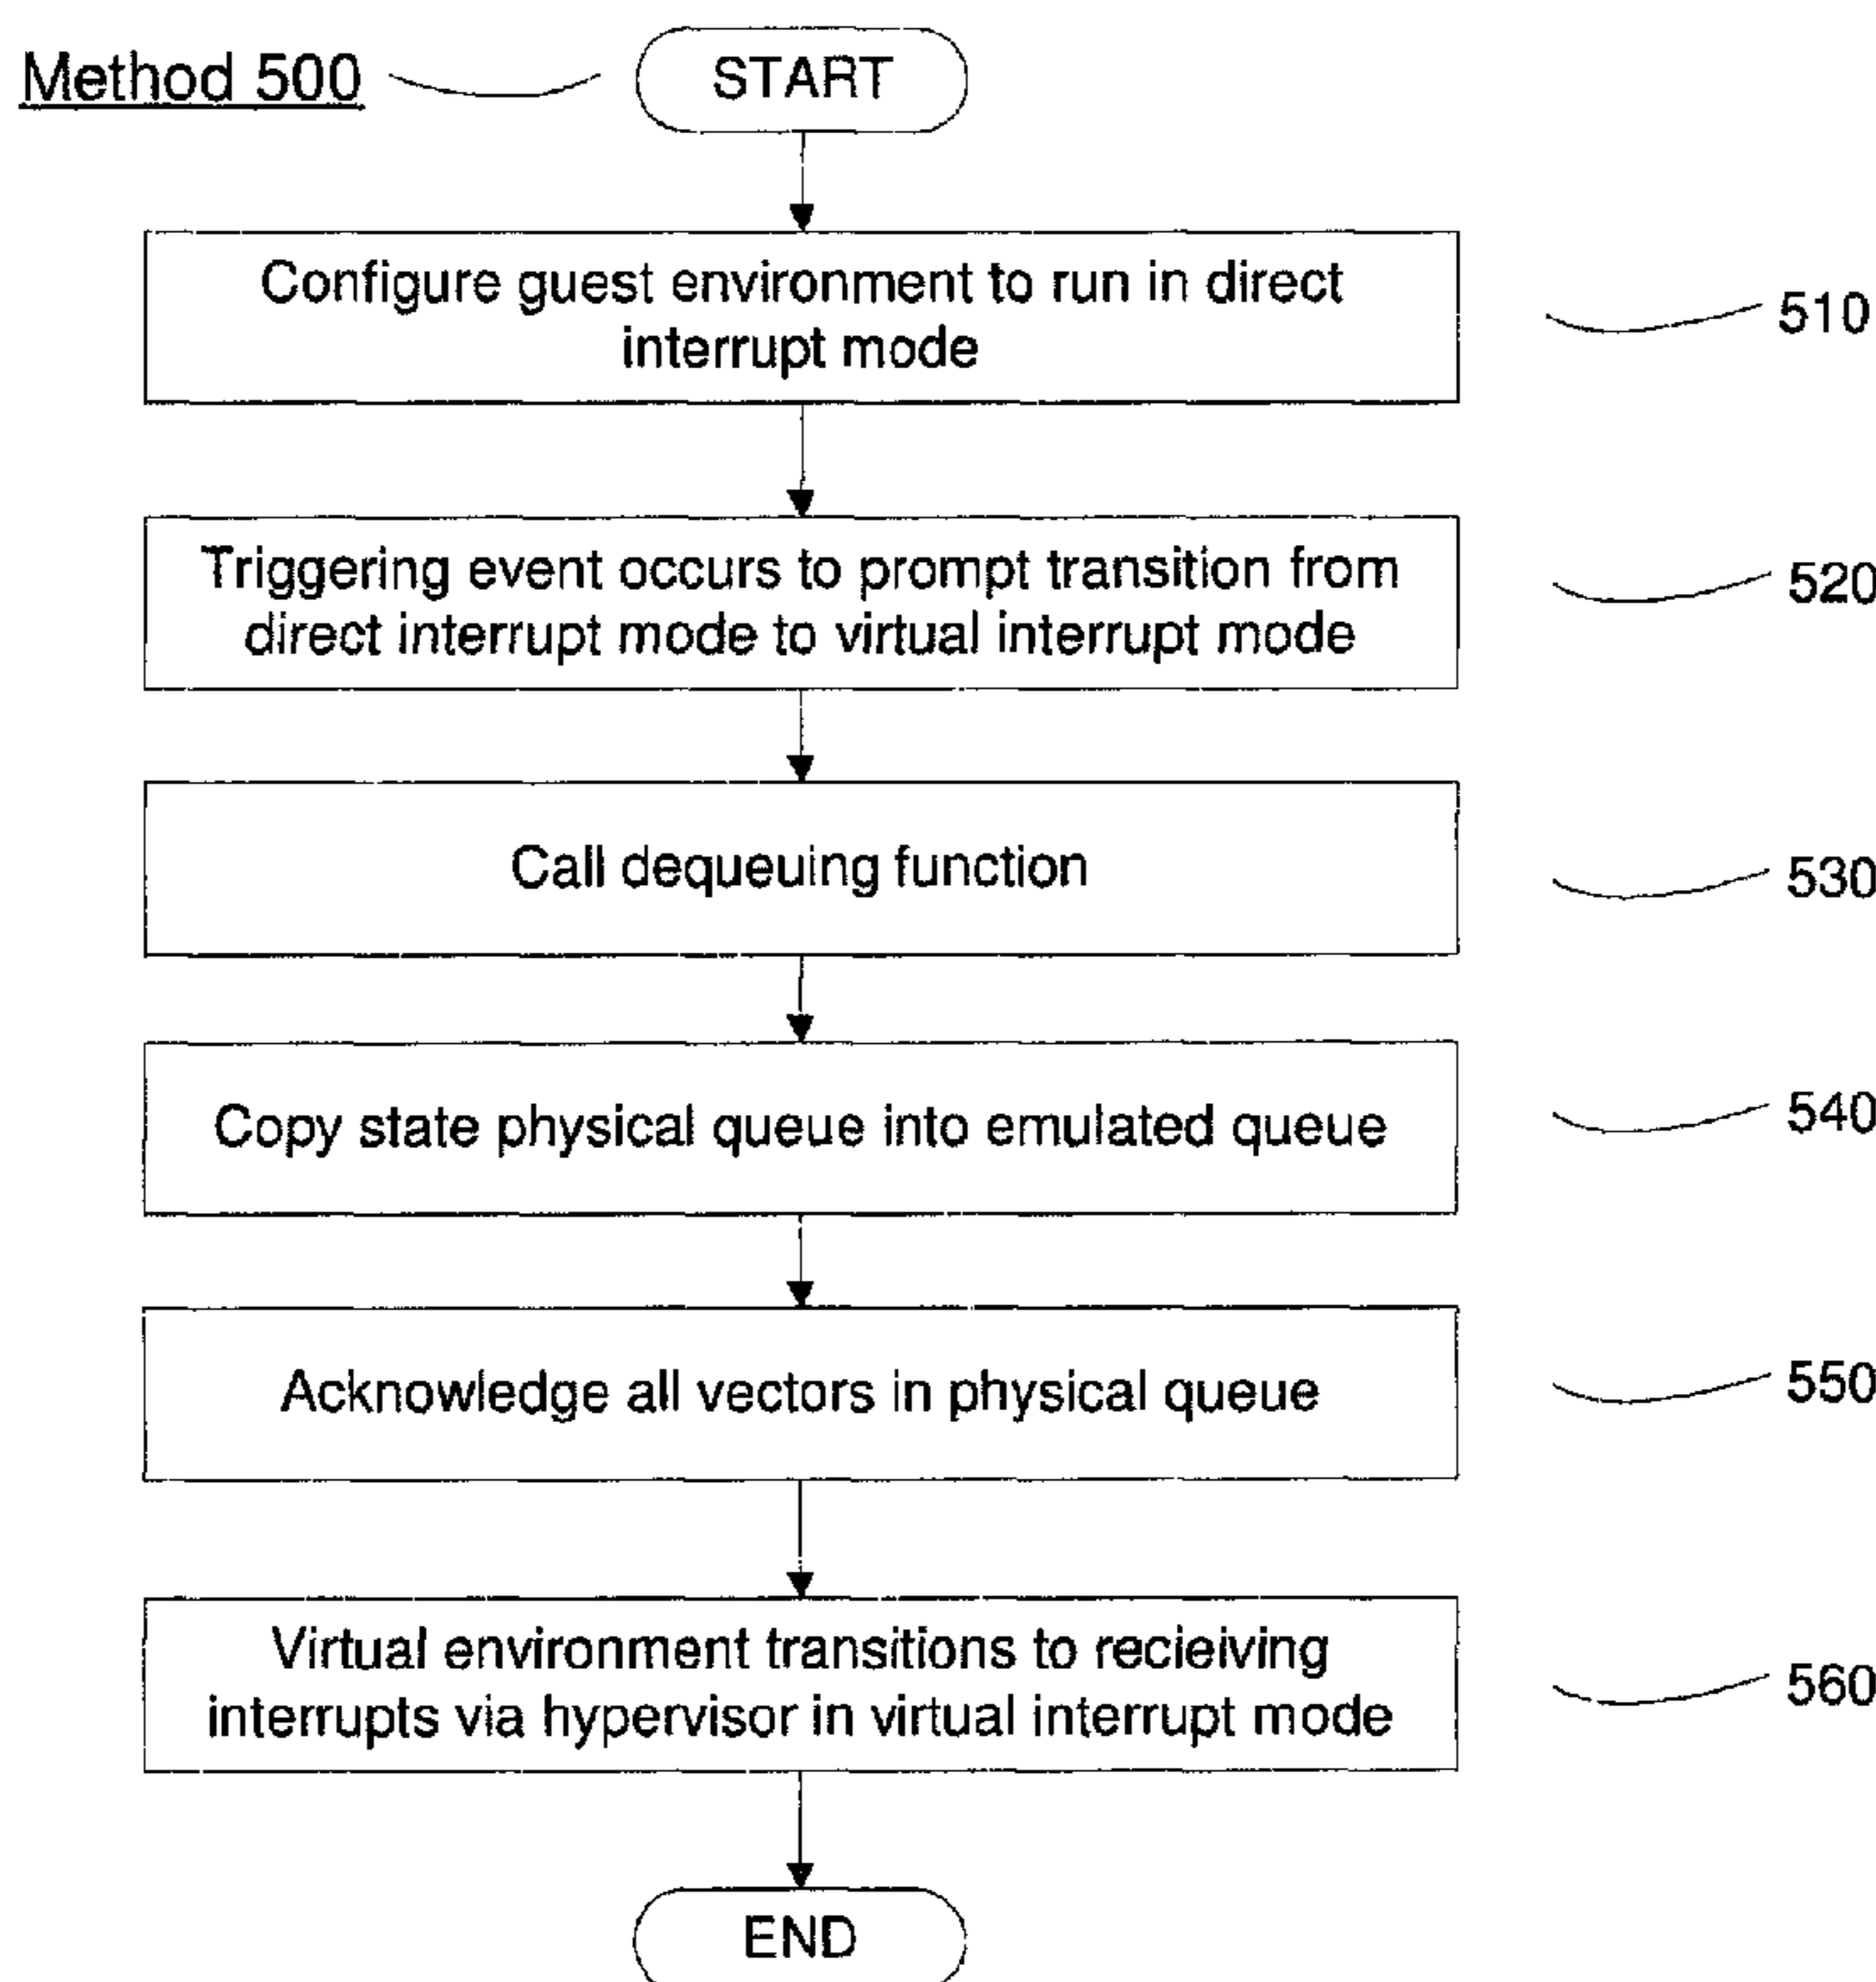 Method 500
START
Configure guest environment to run in direct
interrupt mode
510
Triggering event occurs to prompt transition from
direct interrupt mode to virtual interrupt mode
520
Call dequeuing function
530
Copy state physical queue into emulated queue
540
Acknowledge all vectors in physical queue
550
Virtual environment transitions to recieiving
interrupts via hypervisor in virtual interrupt mode
560
END